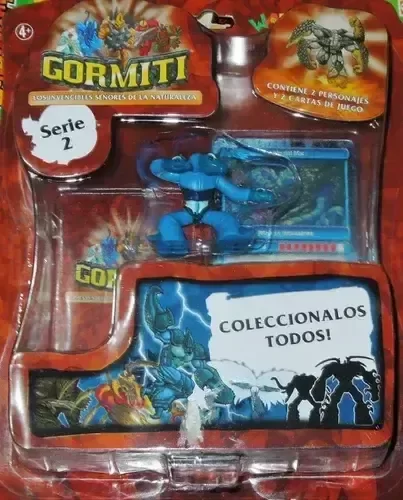 4+
GORMITI
LOS INVENCIBLES SEÑORES DE LA NATURALEZA
CONTIENE 2 PERSONAJES
Y 2 CARTAS DE JUEGO
Serie
2
GORMITI
COLECCIONALOS
TODOS!